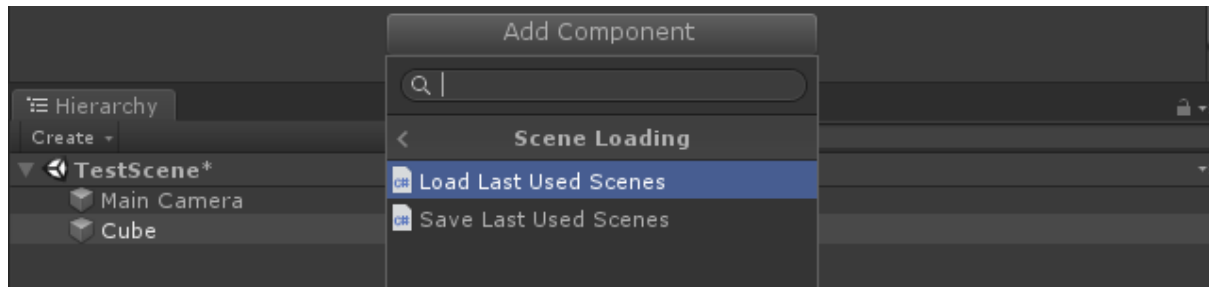 Add Component
Hierarchy
Create
Scene Loading
TestScene*
c# Load Last Used Scenes
Main Camera
c# Save Last Used Scenes
Cube